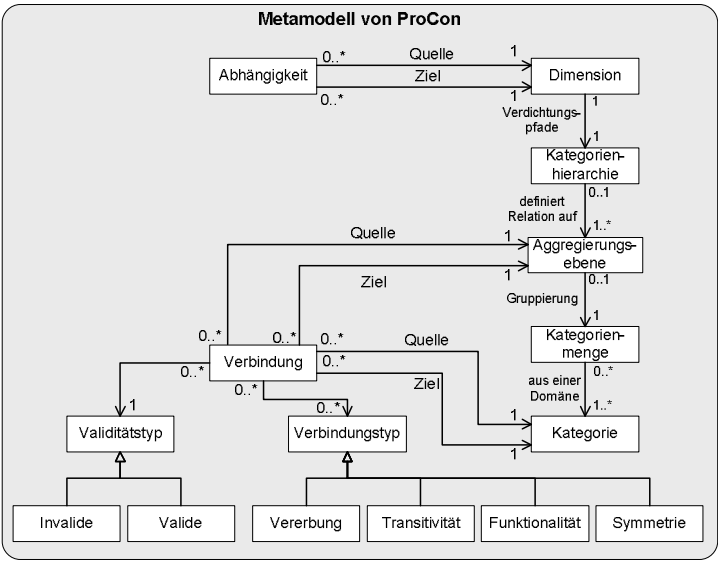 Metamodell von ProCon
0..*
Quelle
1
Abhängigkeit
Ziel
Dimension
0..*
1
1
Verdichtungs-
pfade
1
Kategorien-
hierarchie
0..1
definiert
Relation auf
1..*
Quelle
1
Aggregierungs-
ebene
1
Ziel
0..1
Gruppierung
1
0..*
0..*
0..*
Quelle
Kategorien-
menge
Verbindung
0..*
0..*
0..*
Ziel
0..*
aus einer
Domäne
1
0..*
1
1..*
Validitätstyp
Verbindungstyp
Kategorie
1
Invalide
Valide
Vererbung
Transitivität
Funktionalität
Symmetrie